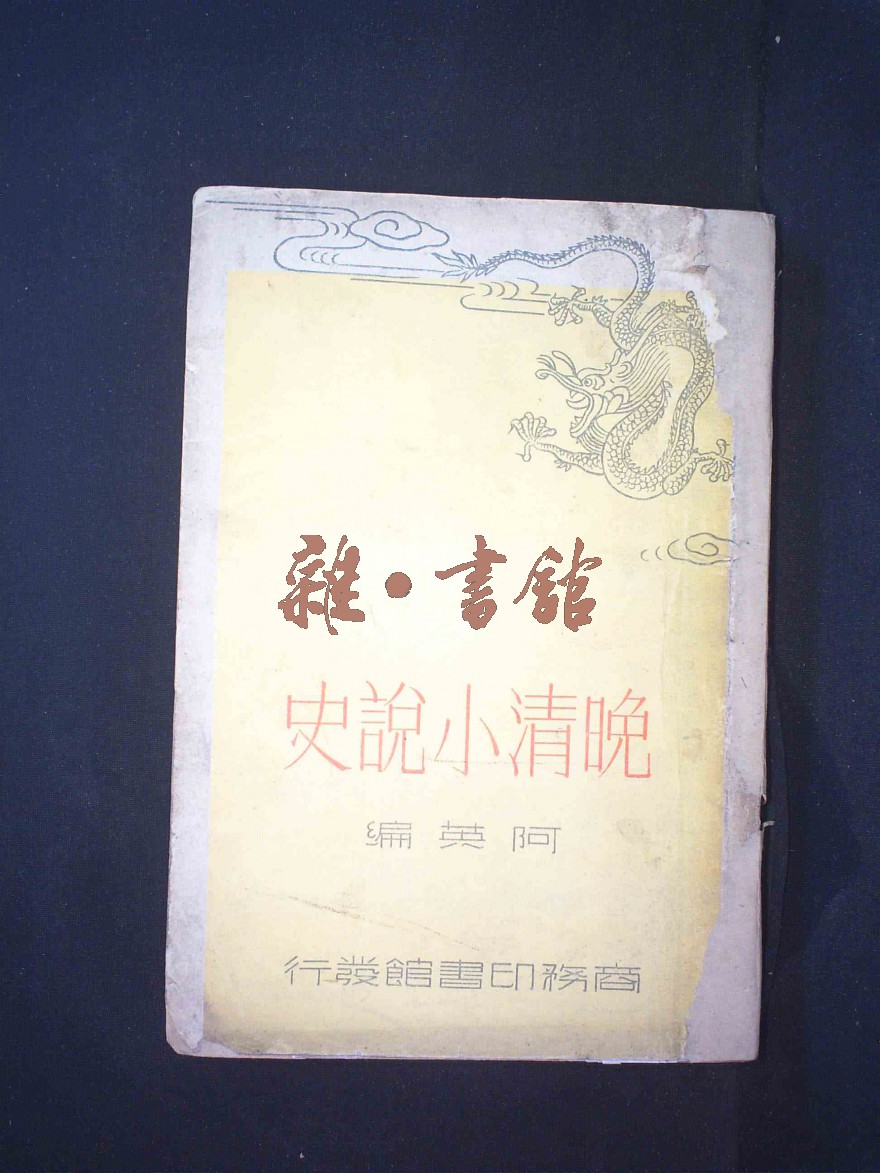 雜・書館
晚清小說史
阿英編
商務印書館發行